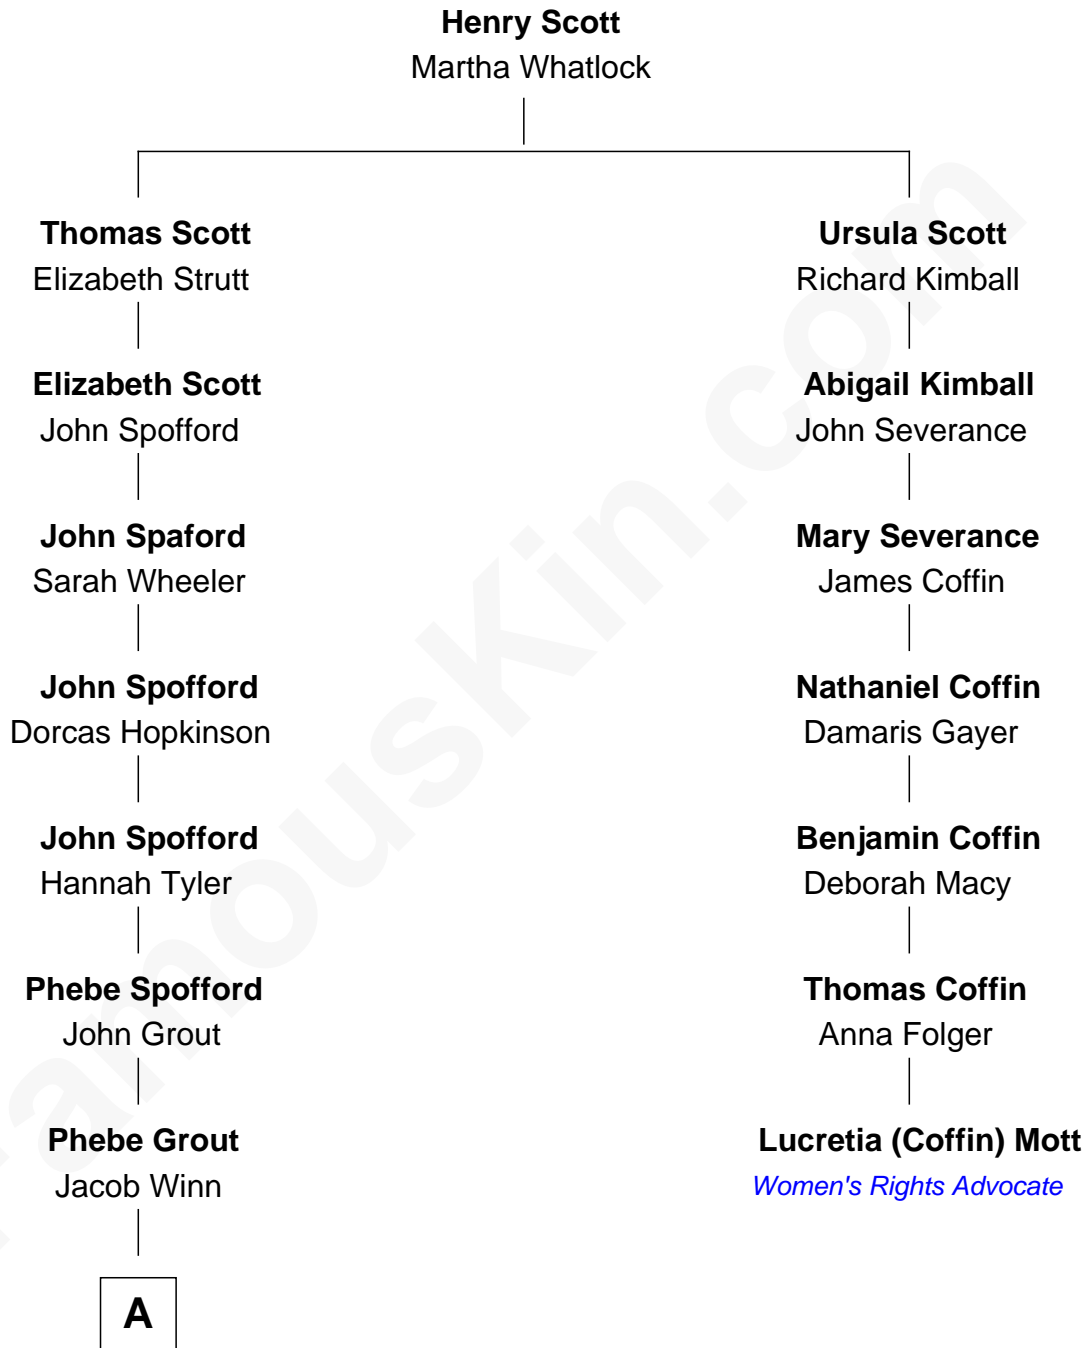 Henry Scott
Martha Whatlock
Thomas Scott
Elizabeth Strutt
Ursula Scott
Richard Kimball
Elizabeth Scott
John Spofford
Abigail Kimball
John Severance
John Spaford
Sarah Wheeler
Mary Severance
James Coffin
John Spofford
Dorcas Hopkinson
Nathaniel Coffin
Damaris Gayer
John Spofford
Hannah Tyler
Benjamin Coffin
Deborah Macy
Phebe Spofford
John Grout
Thomas Coffin
Anna Folger
Phebe Grout
Jacob Winn
Lucretia (Coffin) Mott
Women's Rights Advocate
A
FamousKin.com